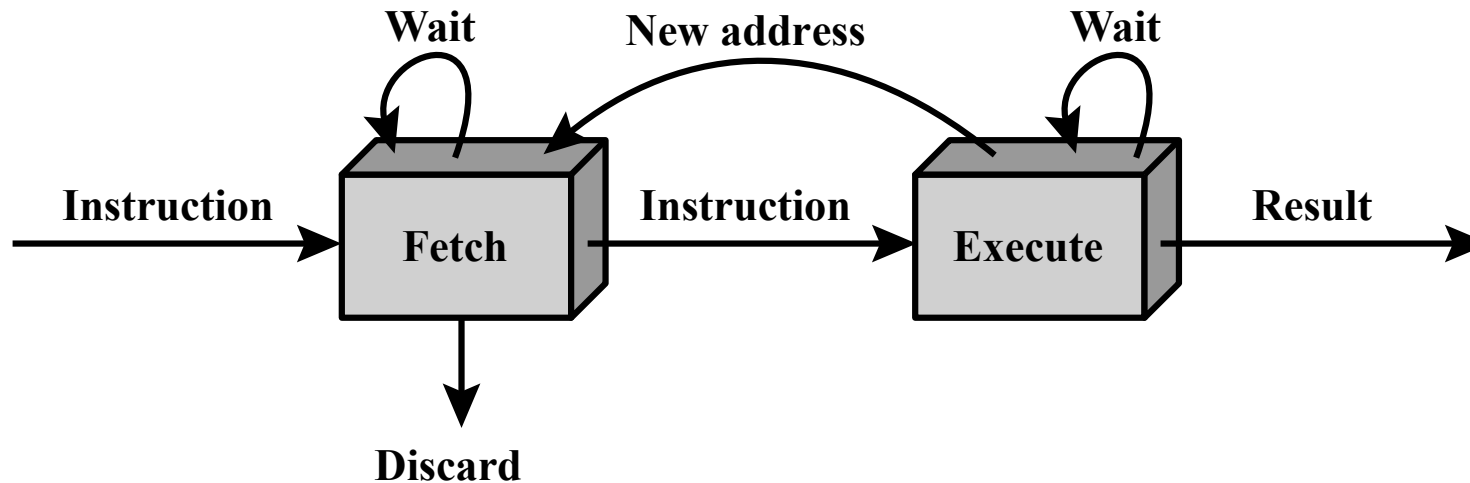 Wait
New address
Wait
Instruction
Fetch
Instruction
Execute
Result
Discard